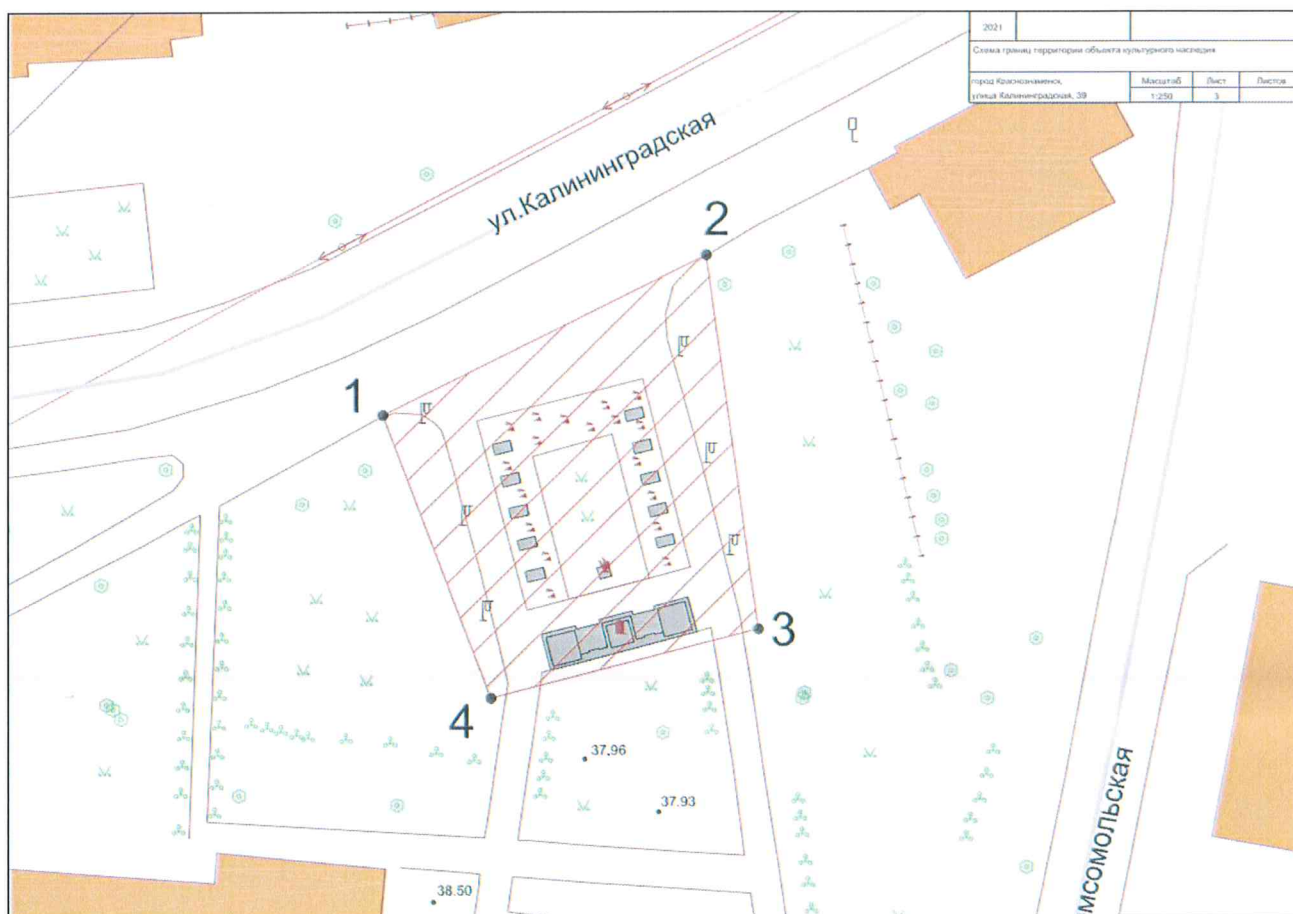 2021
Схема границ территории объекта культурного наследия
город Краснознаменск,
улица Калининградская, 39
Масштаб
Лист
Листов
1:250
3
ул.Калининградская
2
1
3
4
37.96
37.93
38.50
мсомольская